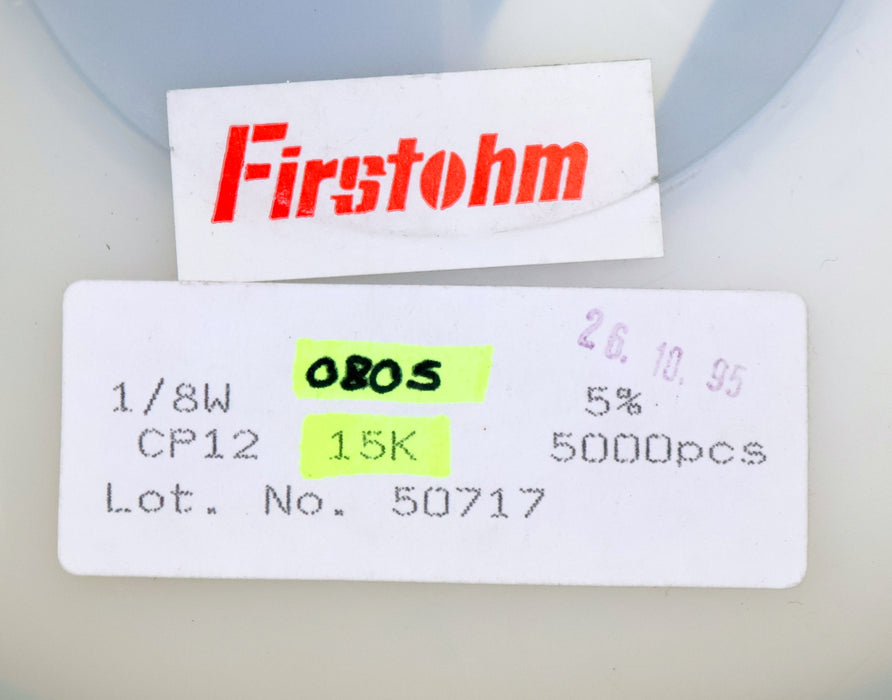 Firstohm
26. 10. 95
0805
1/8W 5%
CP12 15K 5000pcs
Lot. No. 50717